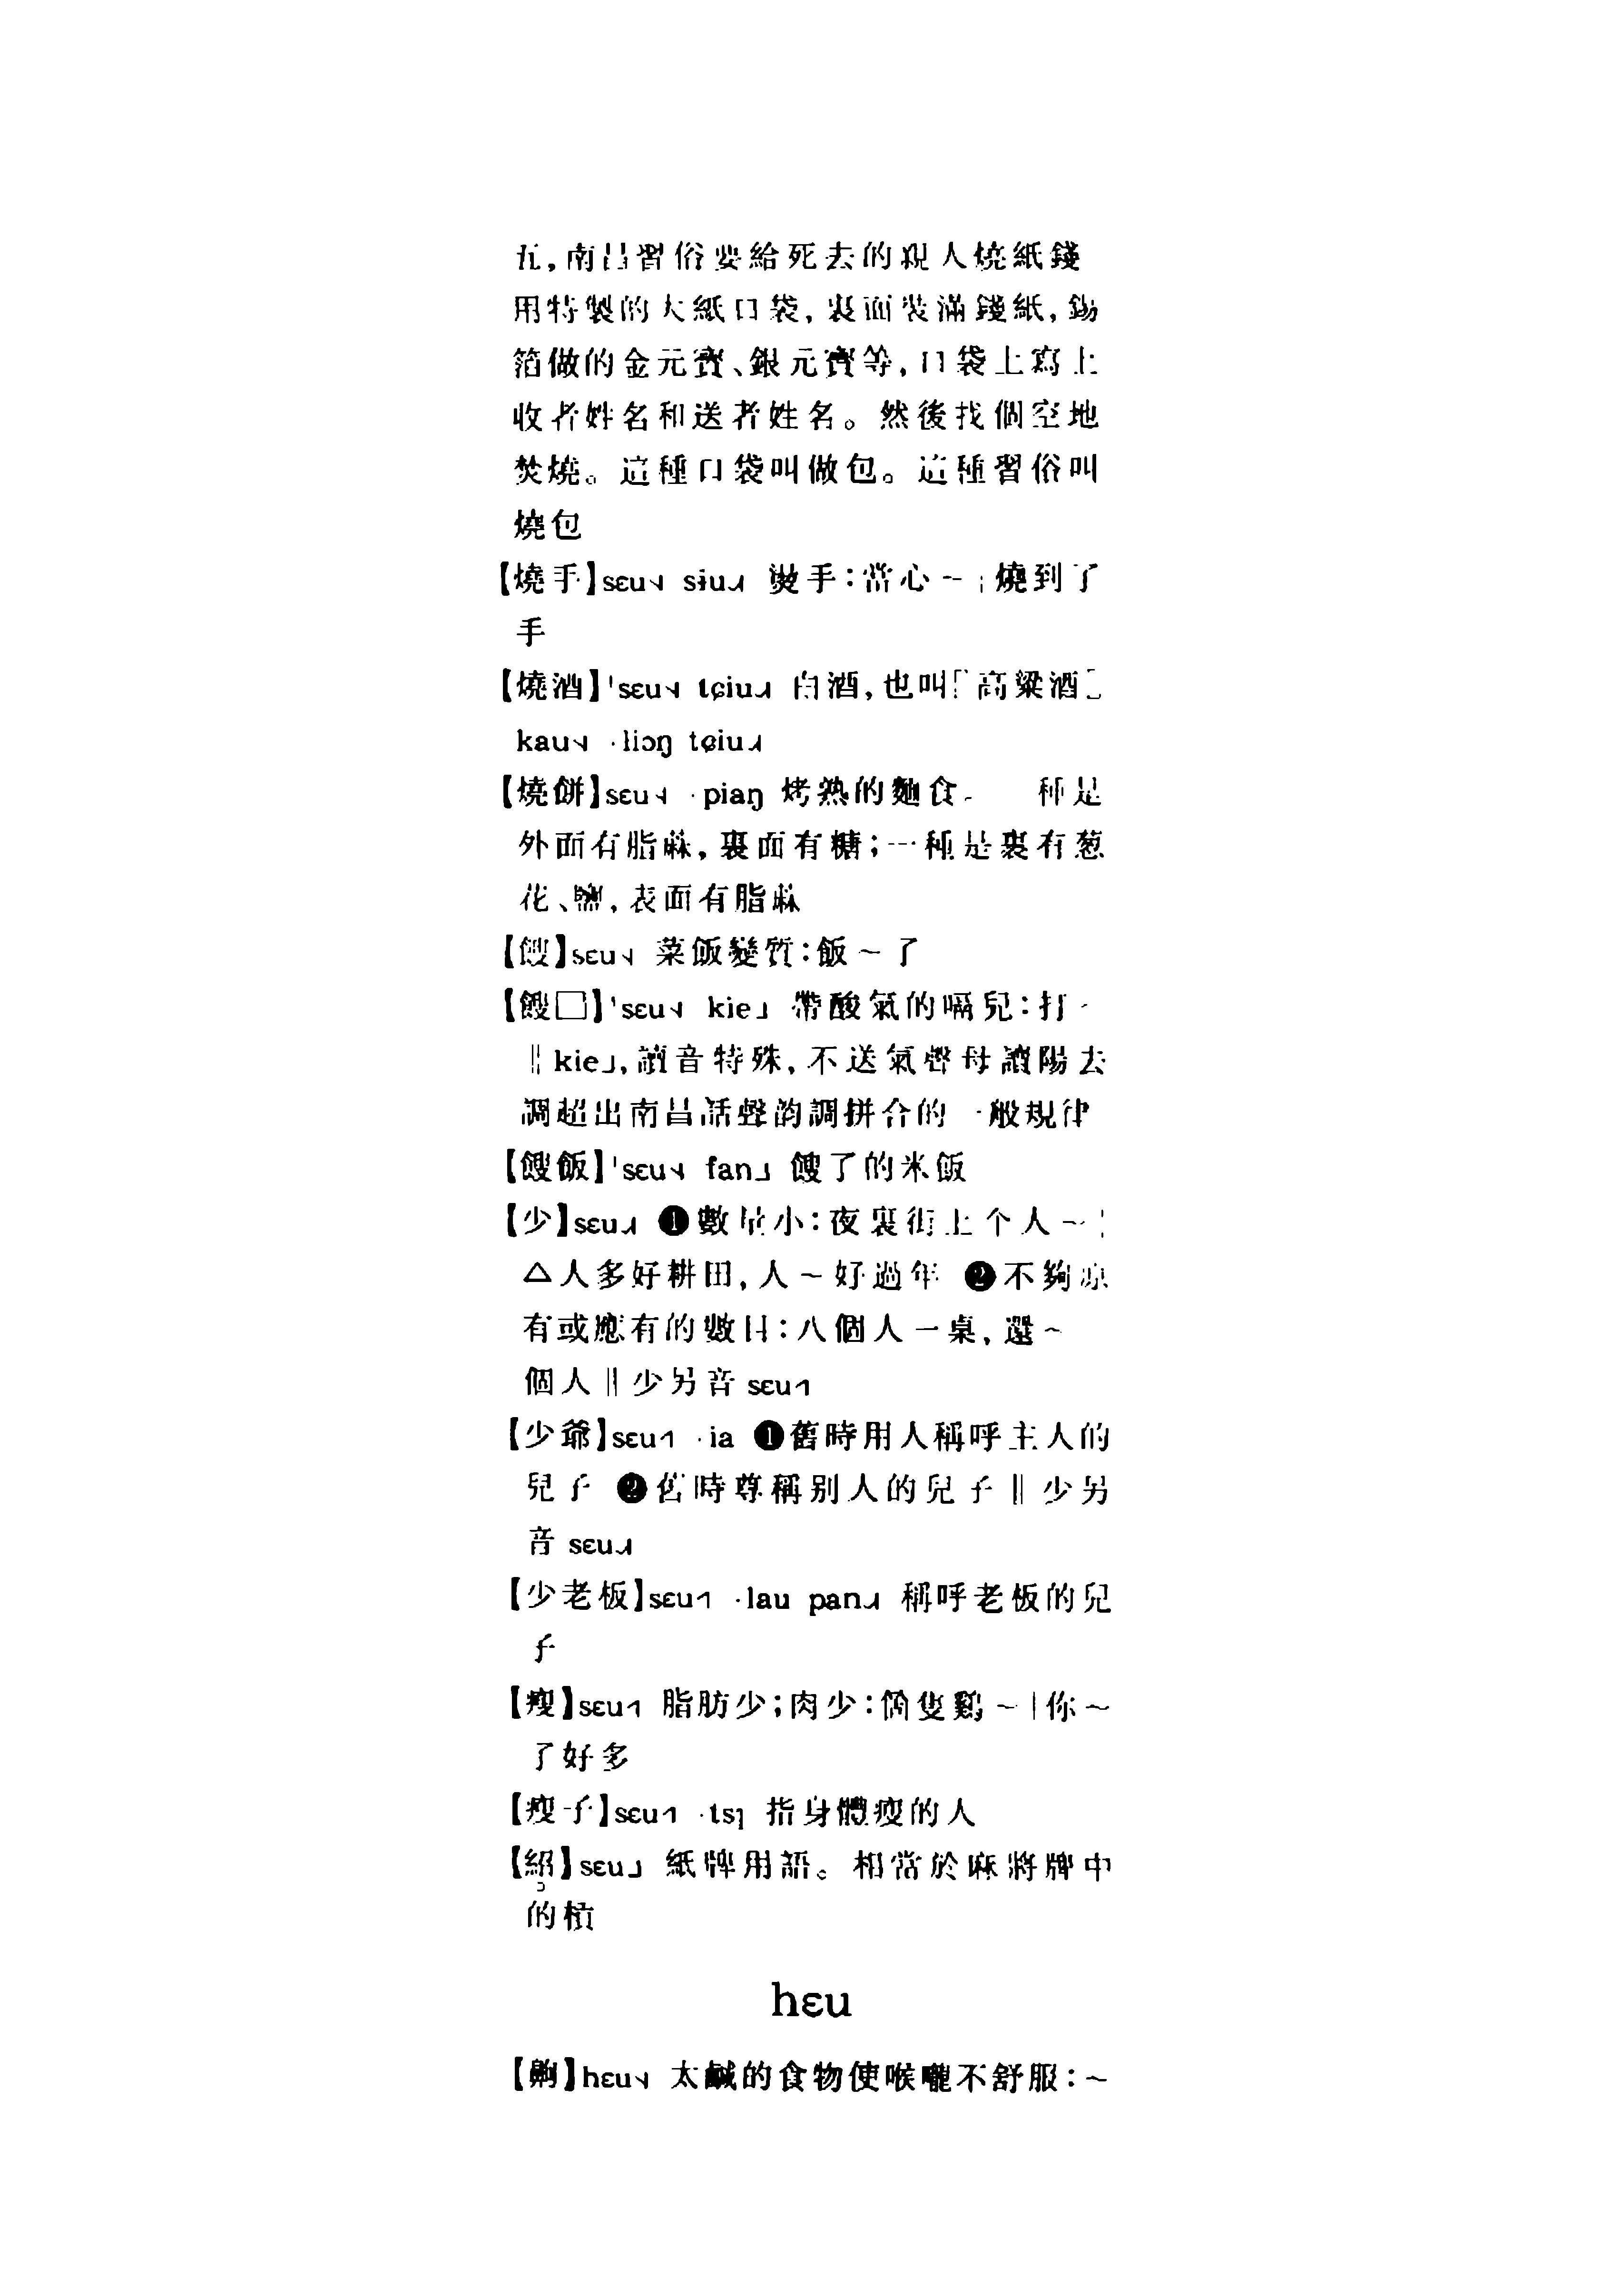 五，南昌習俗要給死去的親人燒紙錢
用特製的大紙口袋，裏面裝滿錢紙，錫
箔做的金元寶、銀元寶等，口袋上寫上
收者姓名和送者姓名。然後找個空地
焚燒。這種口袋叫做包。這種習俗叫
燒包
【燒手】sɛu˧˩ siu˨˩˧ 燙手：當心～｜燒到了
手
【燒酒】ˈsɛu˧˩ tɕiu˨˩˧ 白酒，也叫「高粱酒」
kau˧˩ ·liɔŋ tɕiu˨˩˧
【燒餅】sɛu˧˩ ·piaŋ 烤熟的麵食。 種是
外面有脂蔴，裏面有糖；一種是裏有葱
花、鹽，表面有脂蔴
【餿】sɛu˧˩ 菜飯變質：飯～了
【餿□】ˈsɛu˧˩ kie˩ 帶酸氣的嗝兒：打～
‖kie˩，讀音特殊，不送氣聲母讀陽去
調超出南昌話聲韵調拼合的一般規律
【餿飯】ˈsɛu˧˩ fan˩ 餿了的米飯
【少】sɛu˨˩˧ ❶數量小：夜裏街上个人～｜
△人多好耕田，人～好過年 ❷不夠原
有或應有的數目：八個人一桌，還～
個人‖少另音 sɛu˧˥
【少爺】sɛu˧˥ ·ia ❶舊時用人稱呼主人的
兒子 ❷舊時尊稱别人的兒子‖少另
音 sɛu˨˩˧
【少老板】sɛu˧˥ ·lau pan˨˩˧ 稱呼老板的兒
子
【瘦】sɛu˧˥ 脂肪少；肉少：箇隻鷄～｜你～
了好多
【瘦子】sɛu˧˥ ·tsɿ 指身體瘦的人
【紹】sɛu˩ 紙牌用語。相當於麻將牌中
的槓
hɛu
【齁】hɛu˧˩ 太鹹的食物使喉嚨不舒服：～